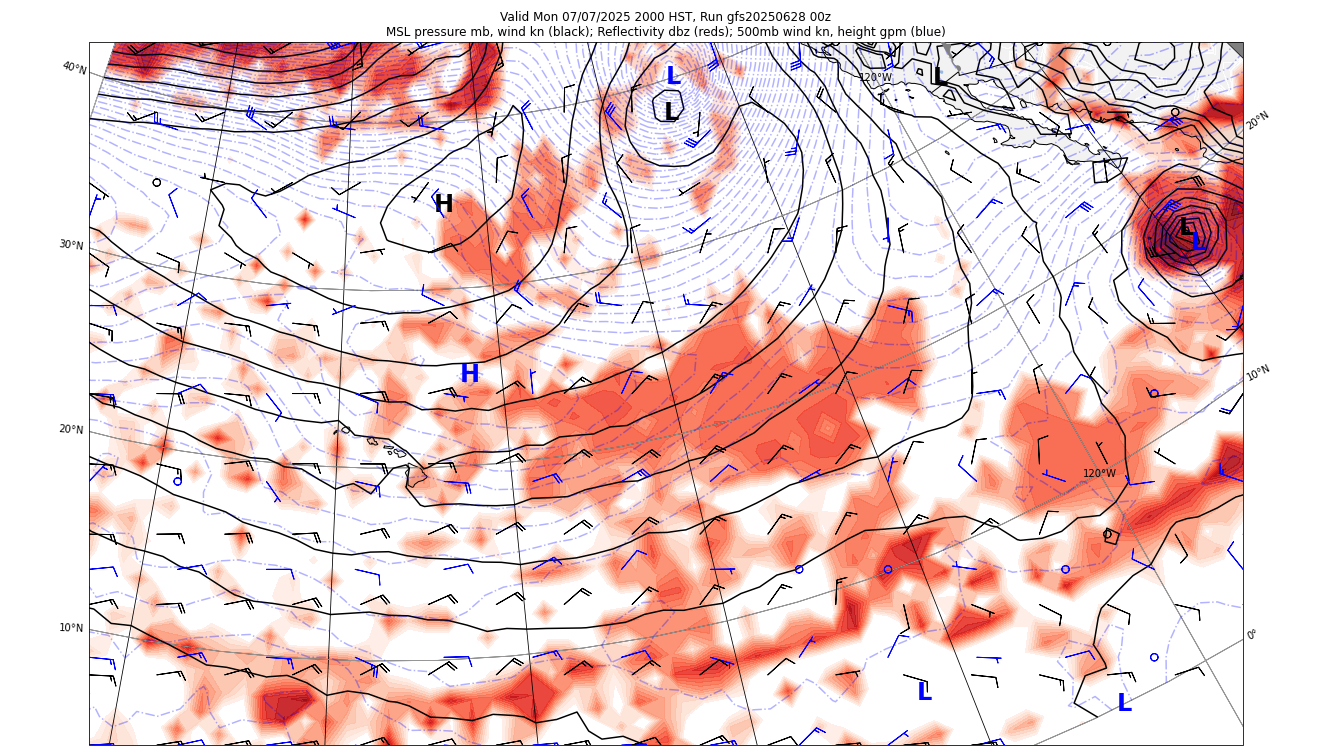 Valid Mon 07/07/2025 2000 HST, Run gfs20250628 00z
MSL pressure mb, wind kn (black); Reflectivity dbz (reds); 500mb wind kn, height gpm (blue)
40°N
L
L
120°W
L
20°N
H
L
L
30°N
H
10°N
20°N
120°W
10°N
0°
L
L